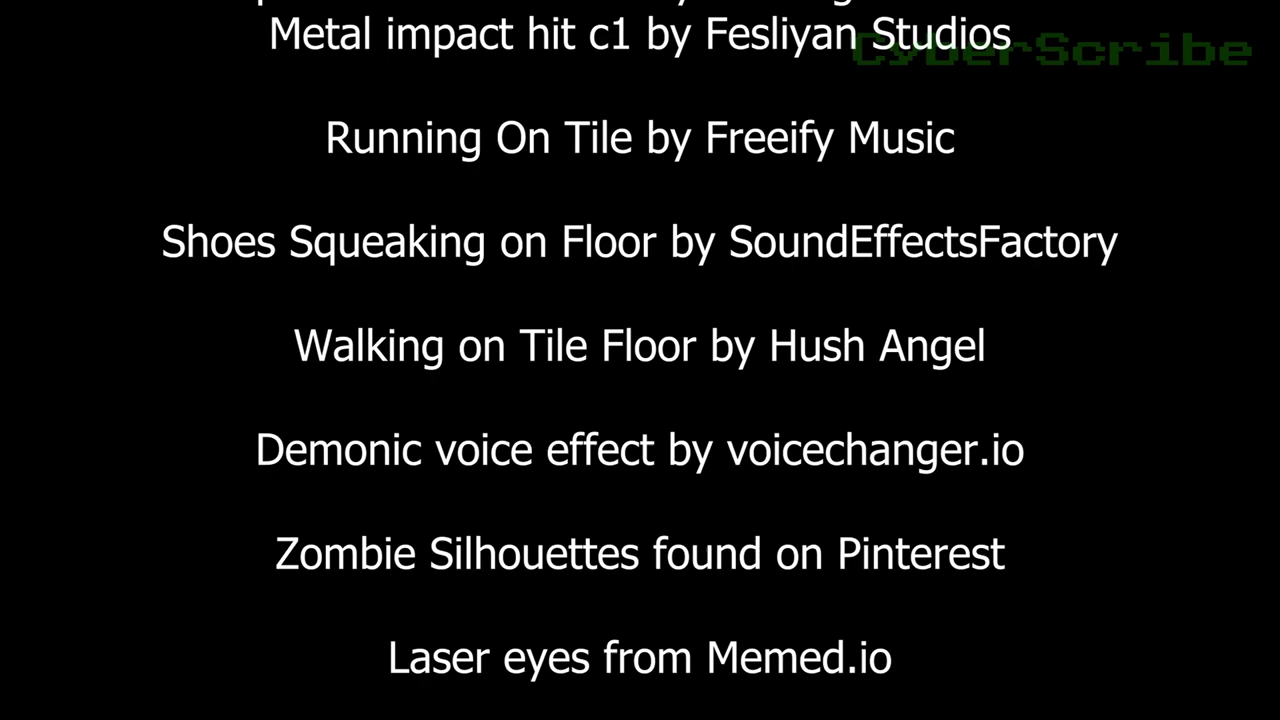 Metal impact hit c1 by Fesliyan Studios
CyberScribe
Running On Tile by Freeify Music
Shoes Squeaking on Floor by SoundEffectsFactory
Walking on Tile Floor by Hush Angel
Demonic voice effect by voicechanger.io
Zombie Silhouettes found on Pinterest
Laser eyes from Memed.io